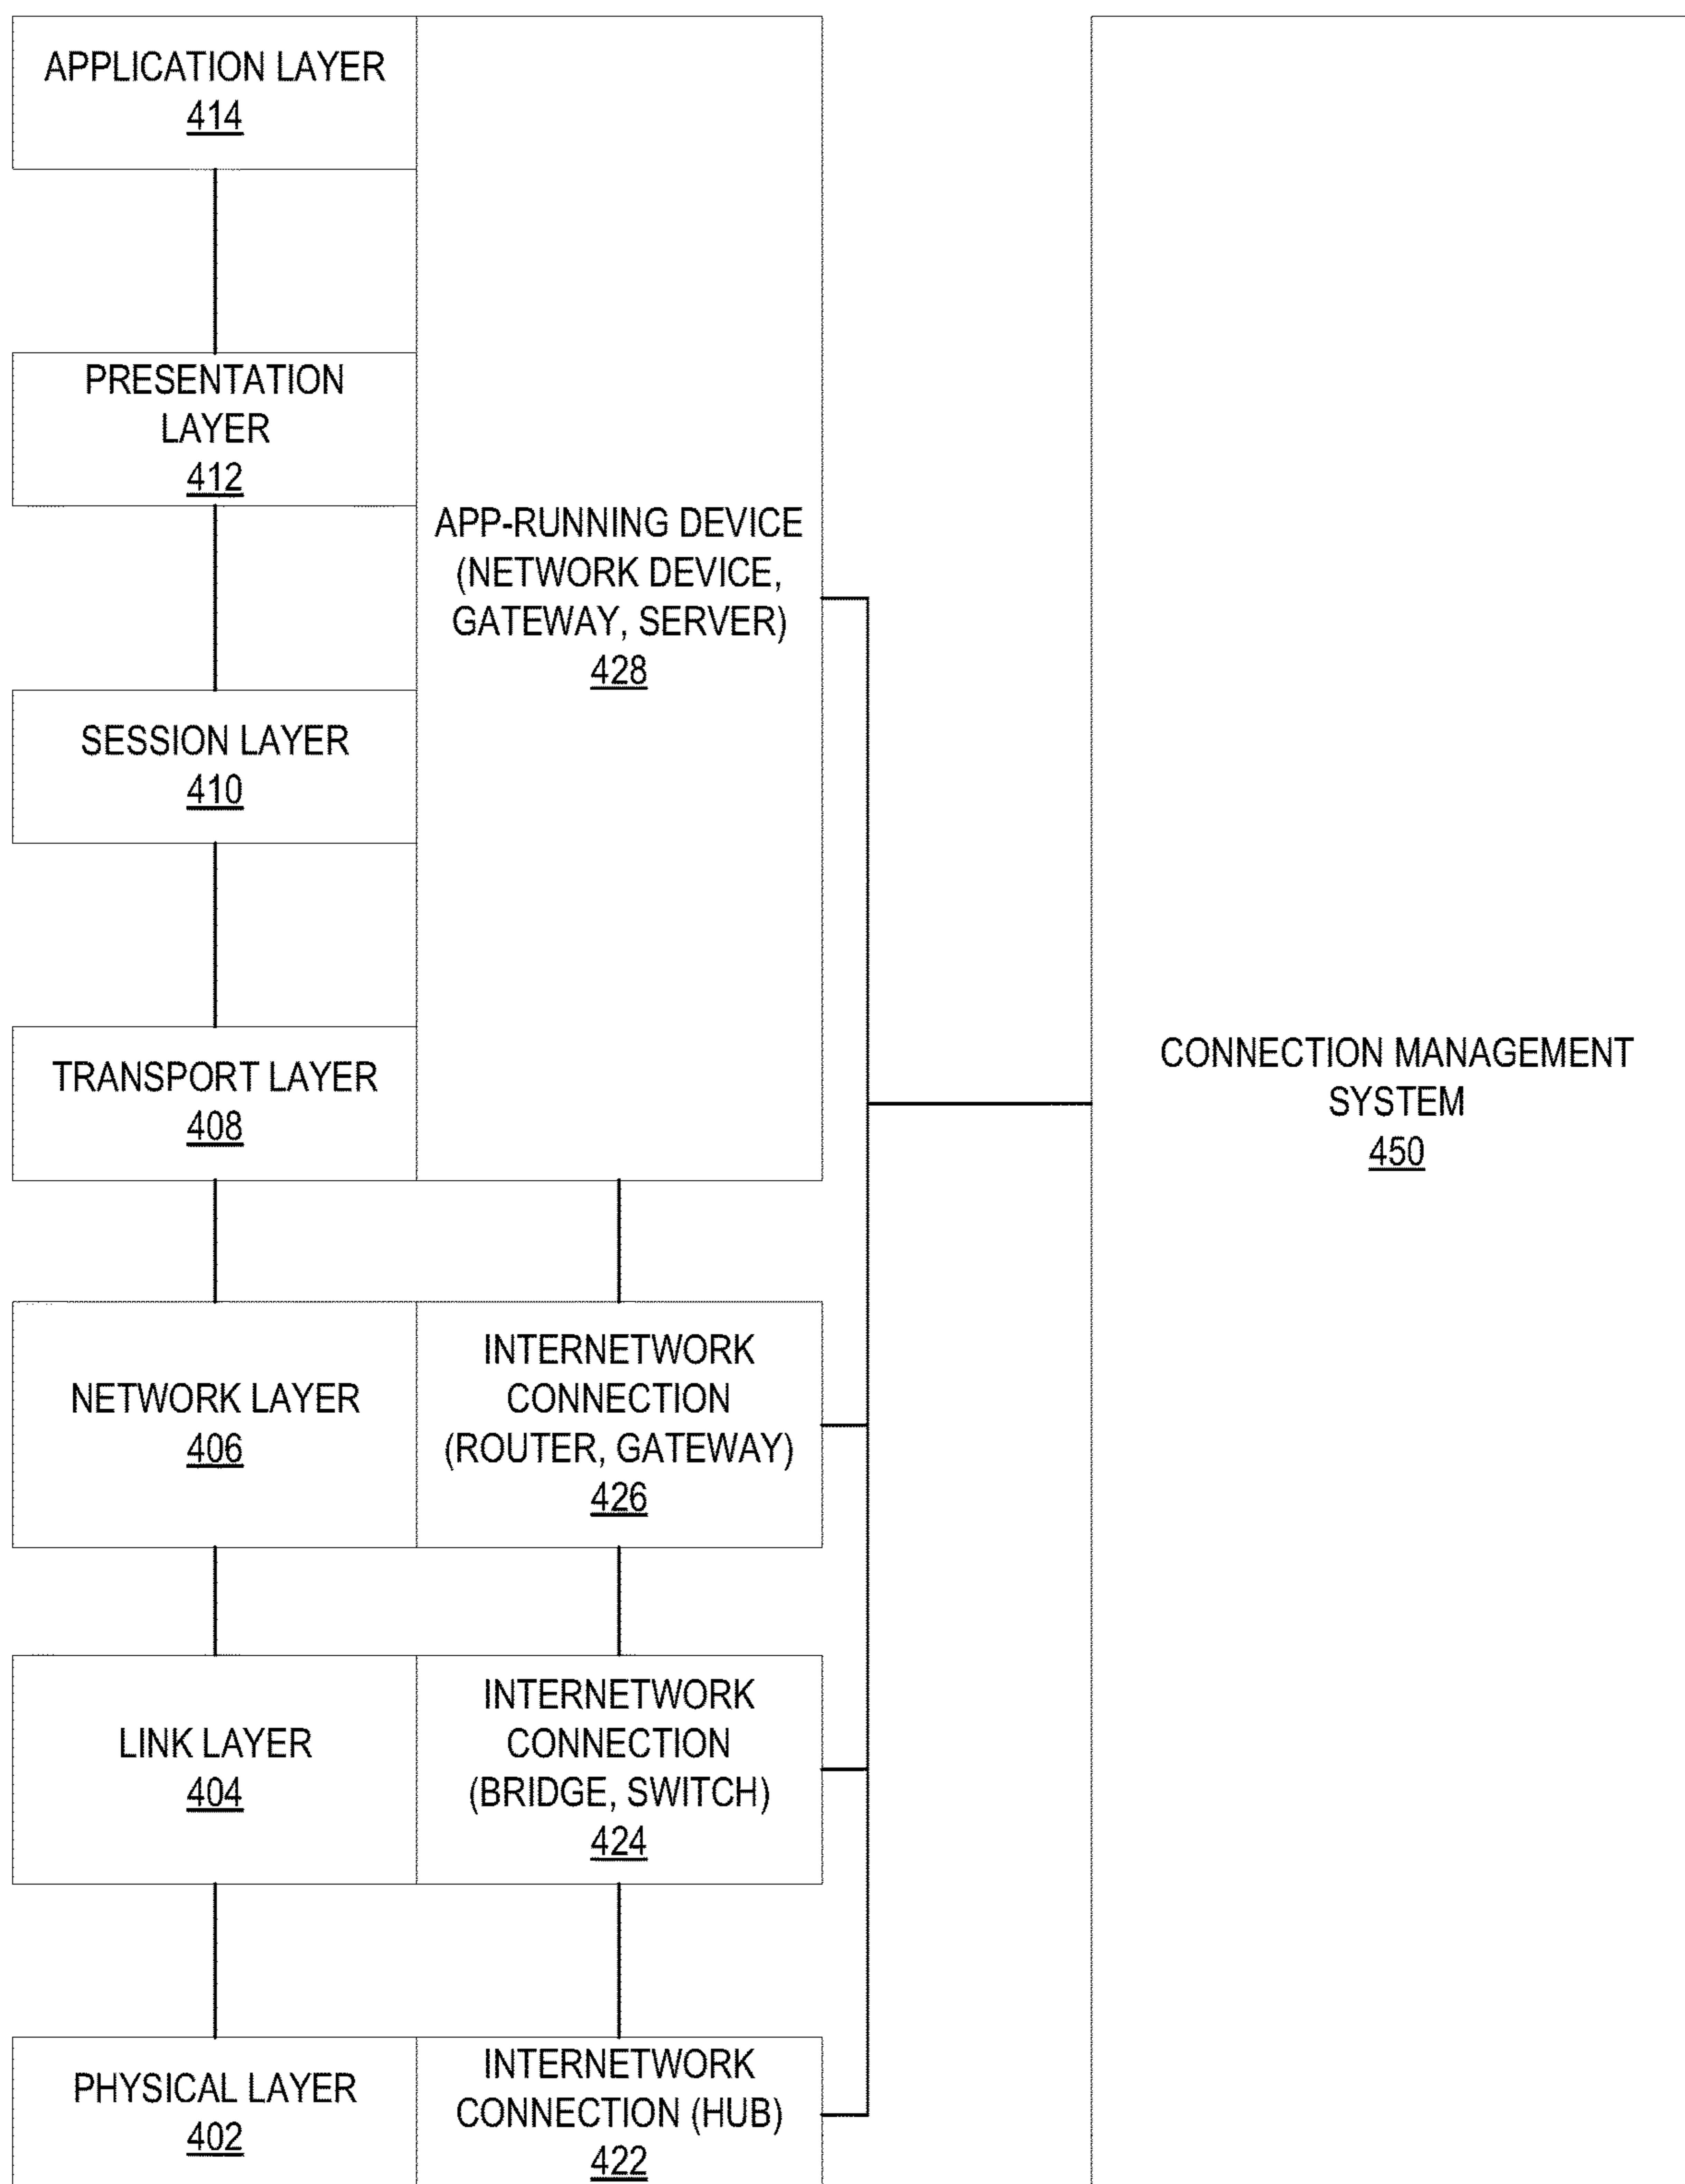 APPLICATION LAYER
414
PRESENTATION
LAYER
412
APP-RUNNING DEVICE
(NETWORK DEVICE,
GATEWAY, SERVER)
428
SESSION LAYER
410
TRANSPORT LAYER
408
CONNECTION MANAGEMENT
SYSTEM
450
NETWORK LAYER
406
INTERNETWORK
CONNECTION
(ROUTER, GATEWAY)
426
LINK LAYER
404
INTERNETWORK
CONNECTION
(BRIDGE, SWITCH)
424
PHYSICAL LAYER
402
INTERNETWORK
CONNECTION (HUB)
422